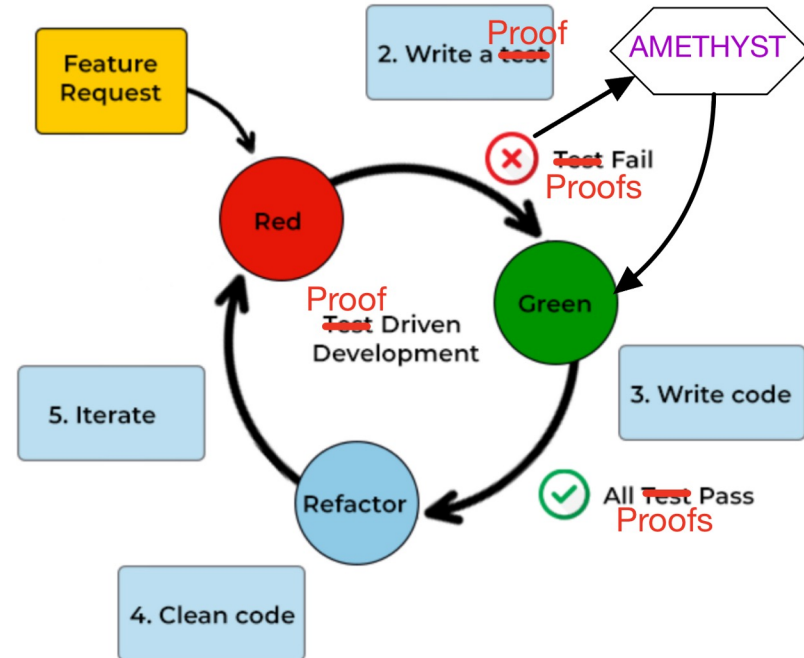 Feature
Request
Proof
2. Write a test
AMETHYST
Test Fail
Proofs
Red
Green
Proof
Test Driven
Development
3. Write code
5. Iterate
Refactor
All Test Pass
Proofs
4. Clean code